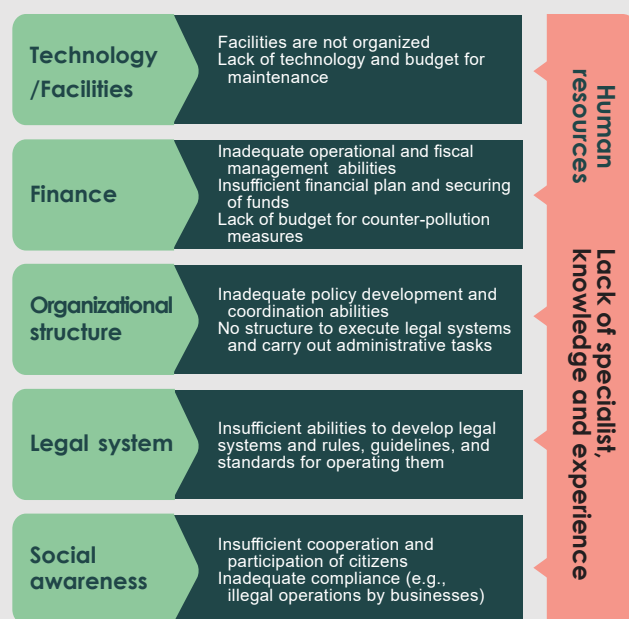 Technology
/Facilities
Facilities are not organized
Lack of technology and budget for
maintenance
Finance
Inadequate operational and fiscal
management abilities
Insufficient financial plan and securing
of funds
Lack of budget for counter-pollution
measures
Organizational
structure
Inadequate policy development and
coordination abilities
No structure to execute legal systems
and carry out administrative tasks
Legal system
Insufficient abilities to develop legal
systems and rules, guidelines, and
standards for operating them
Social
awareness
Insufficient cooperation and
participation of citizens
Inadequate compliance (e.g.,
illegal operations by businesses)
Human
resources
Lack of specialist,
knowledge and experience